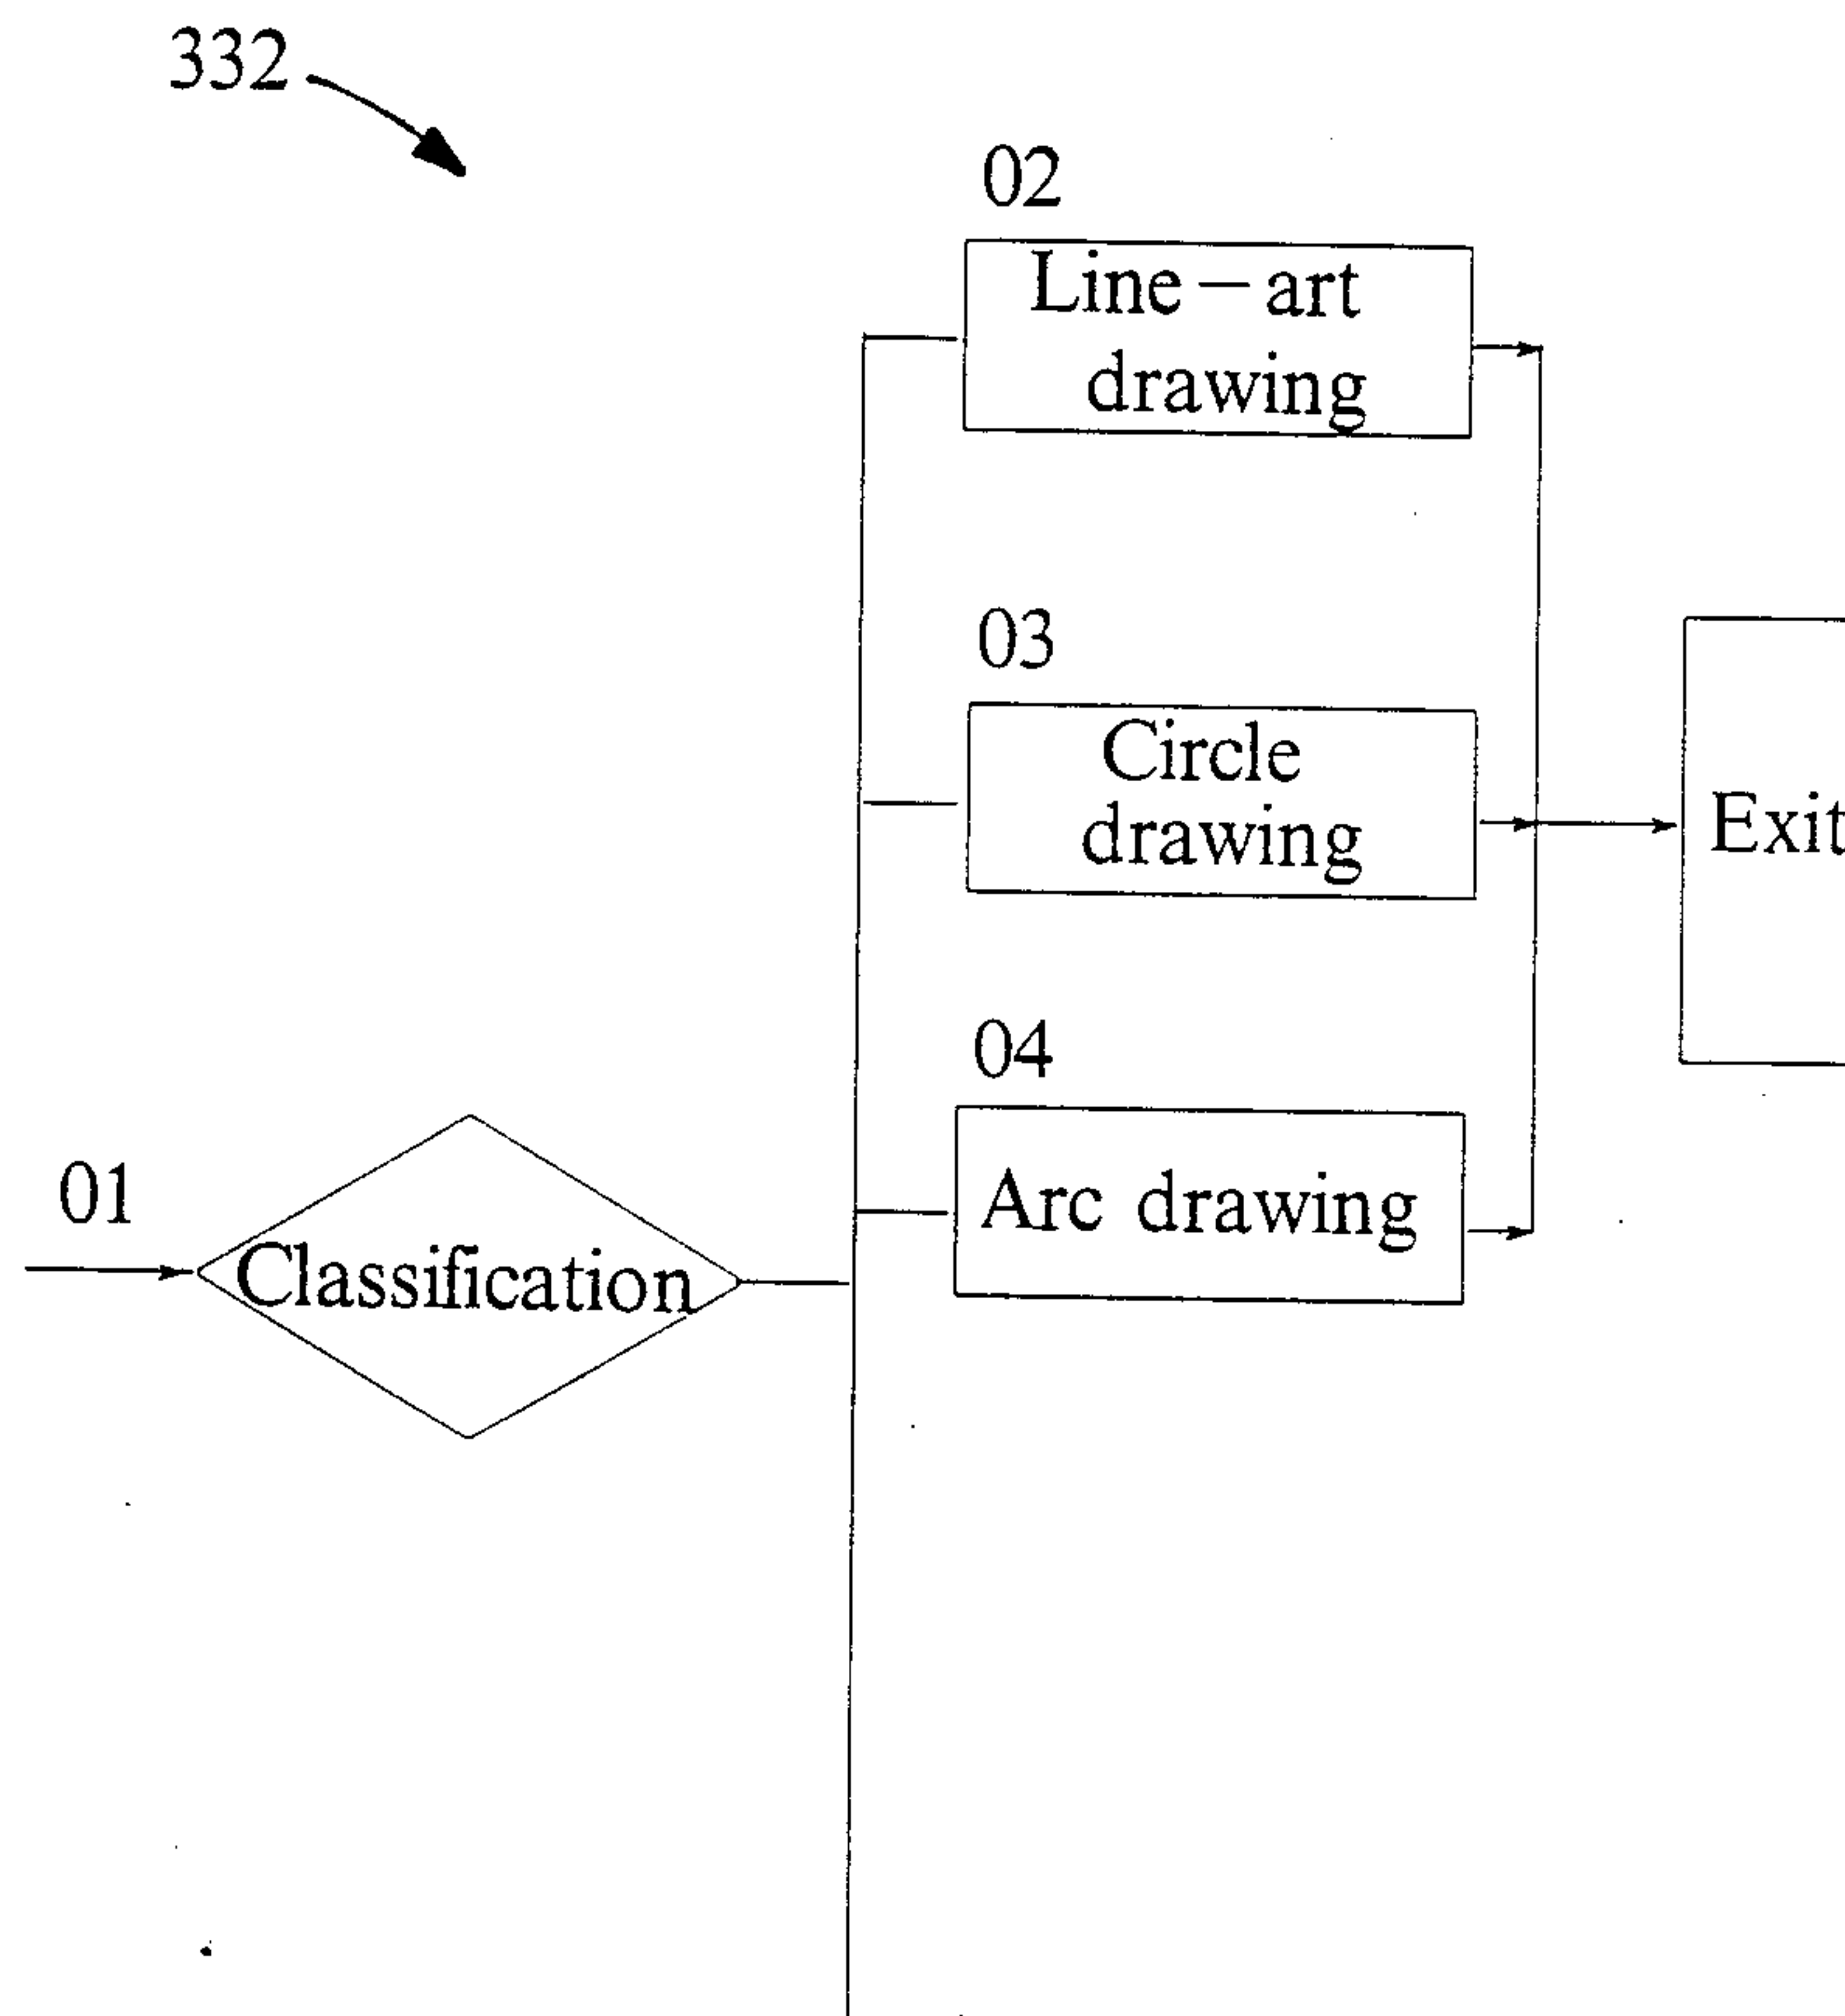 332
02
Line-art
drawing
03
Circle
drawing
Exit
04
Arc drawing
01
Classification